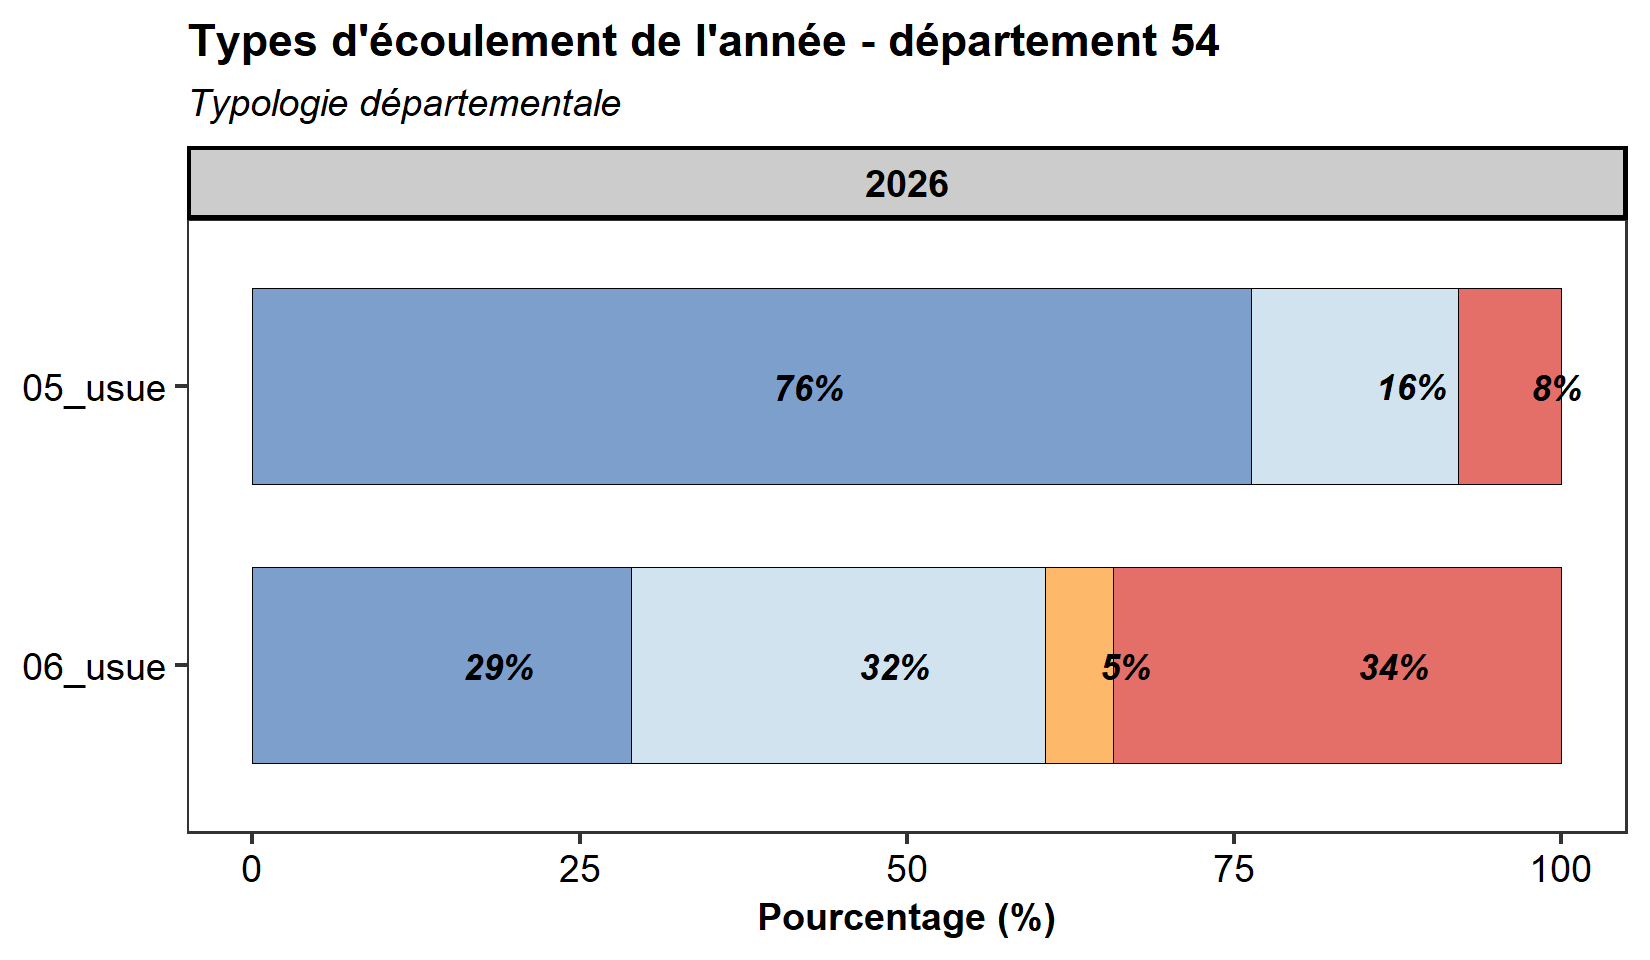 Types d'écoulement de l'année - département 54
Typologie départementale
2026
05_usue
76%
16%
8%
06_usue
29%
32%
5%
34%
0
25
50
75
100
Pourcentage (%)